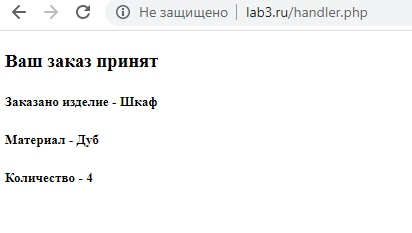 Не защищено | lab3.ru/handler.php
Ваш заказ принят
Заказано изделие - Шкаф
Материал - Дуб
Количество - 4